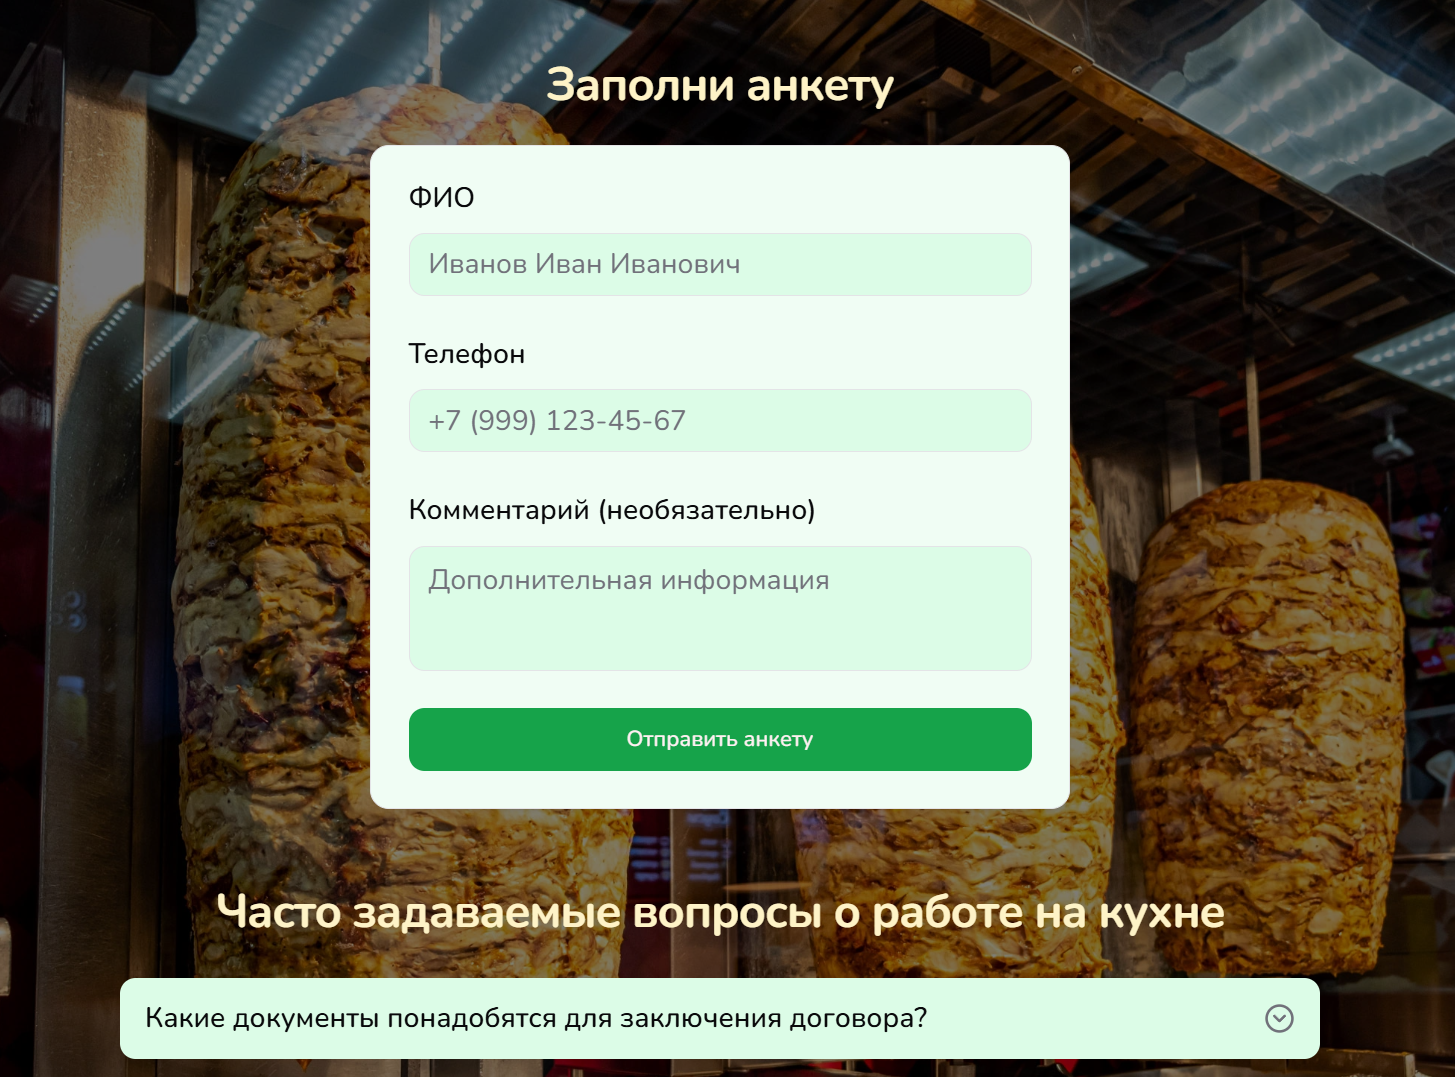 Заполни анкету
ФИО
Иванов Иван Иванович
Телефон
+7 (999) 123-45-67
Комментарий (необязательно)
Дополнительная информация
Отправить анкету
Часто задаваемые вопросы о работе на кухне
Какие документы понадобятся для заключения договора?